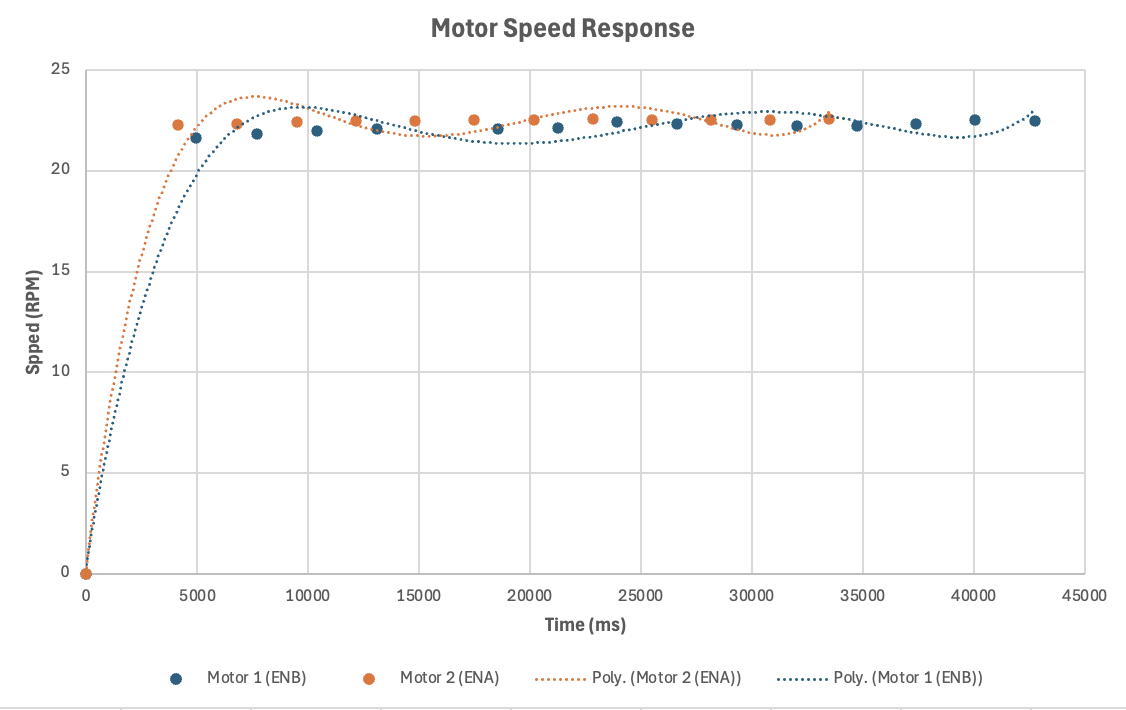 Motor Speed Response
25
20
15
10
5
0
Spped (RPM)
0 5000 10000 15000 20000 25000 30000 35000 40000 45000
Time (ms)
Motor 1 (ENB) Motor 2 (ENA) Poly. (Motor 2 (ENA)) Poly. (Motor 1 (ENB))